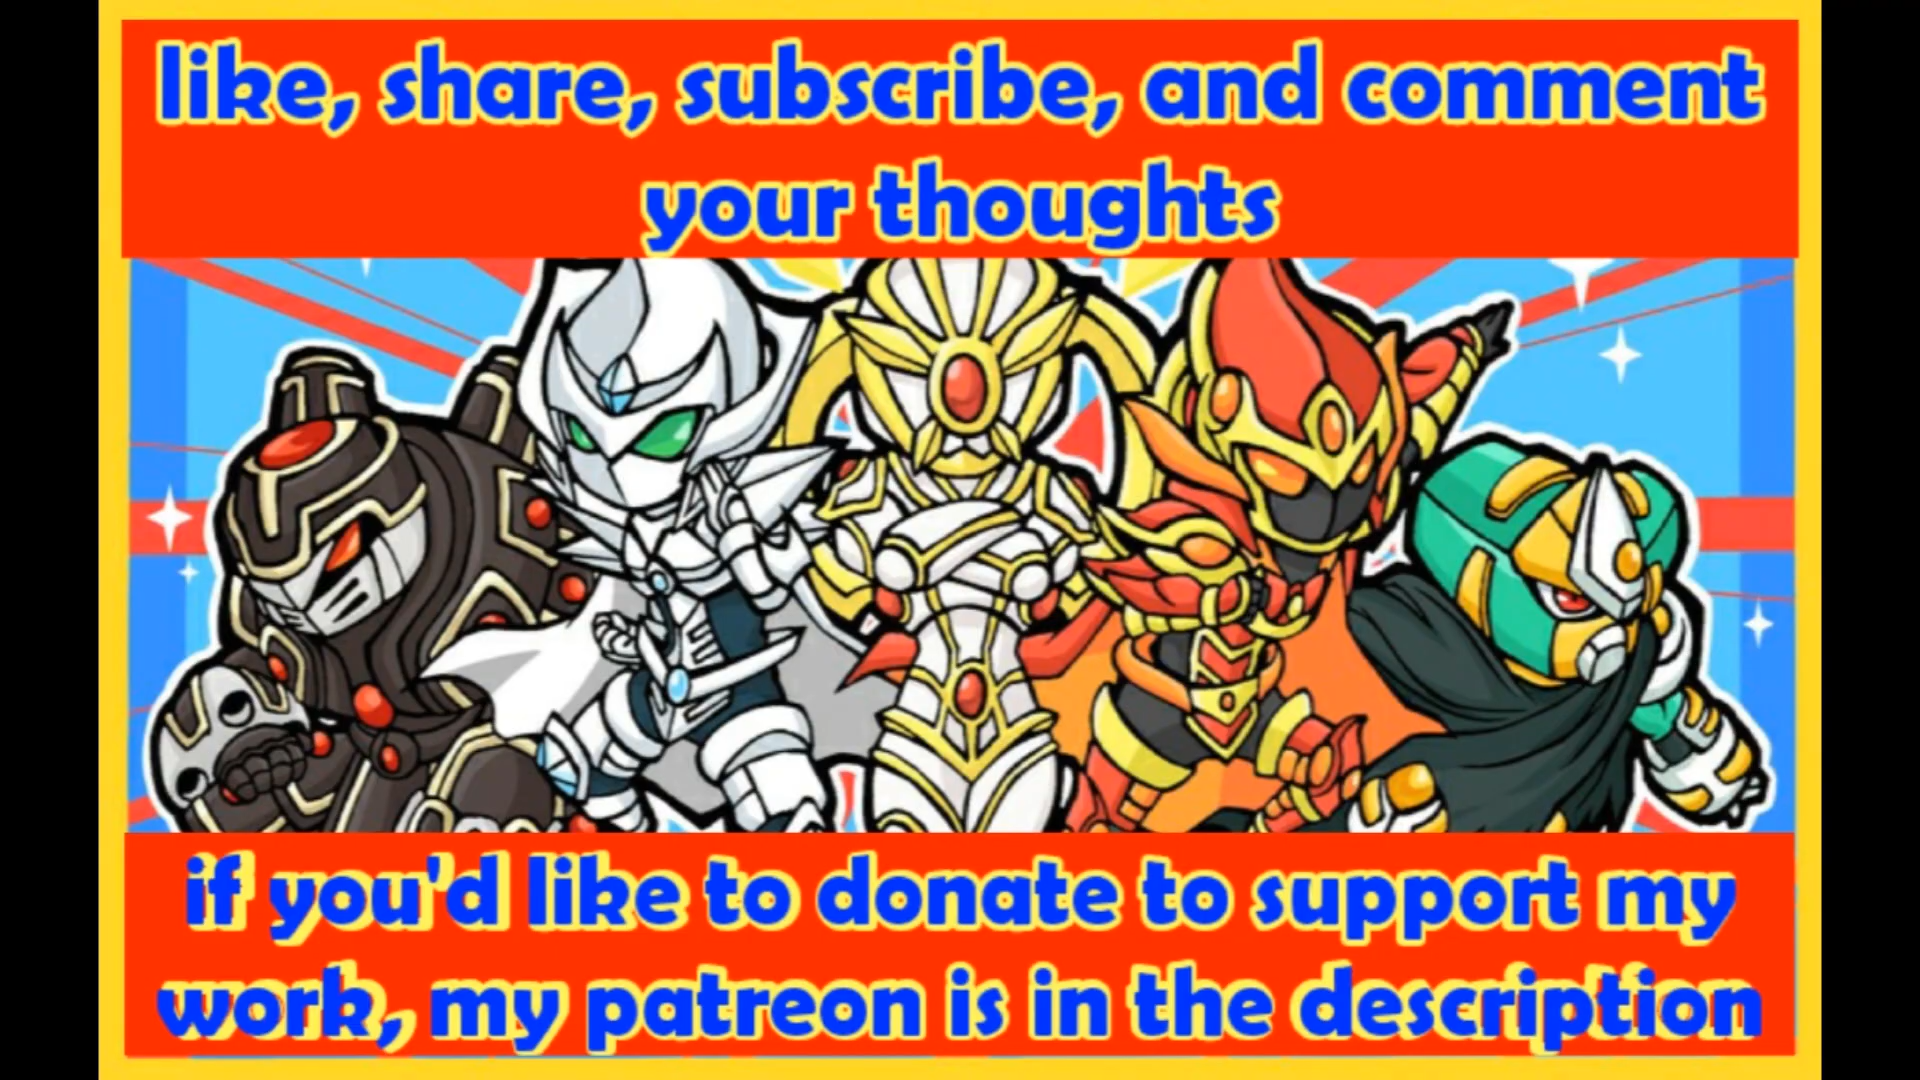 like, share, subscribe, and comment
your thoughts
if you'd like to donate to support my
work, my patreon is in the description